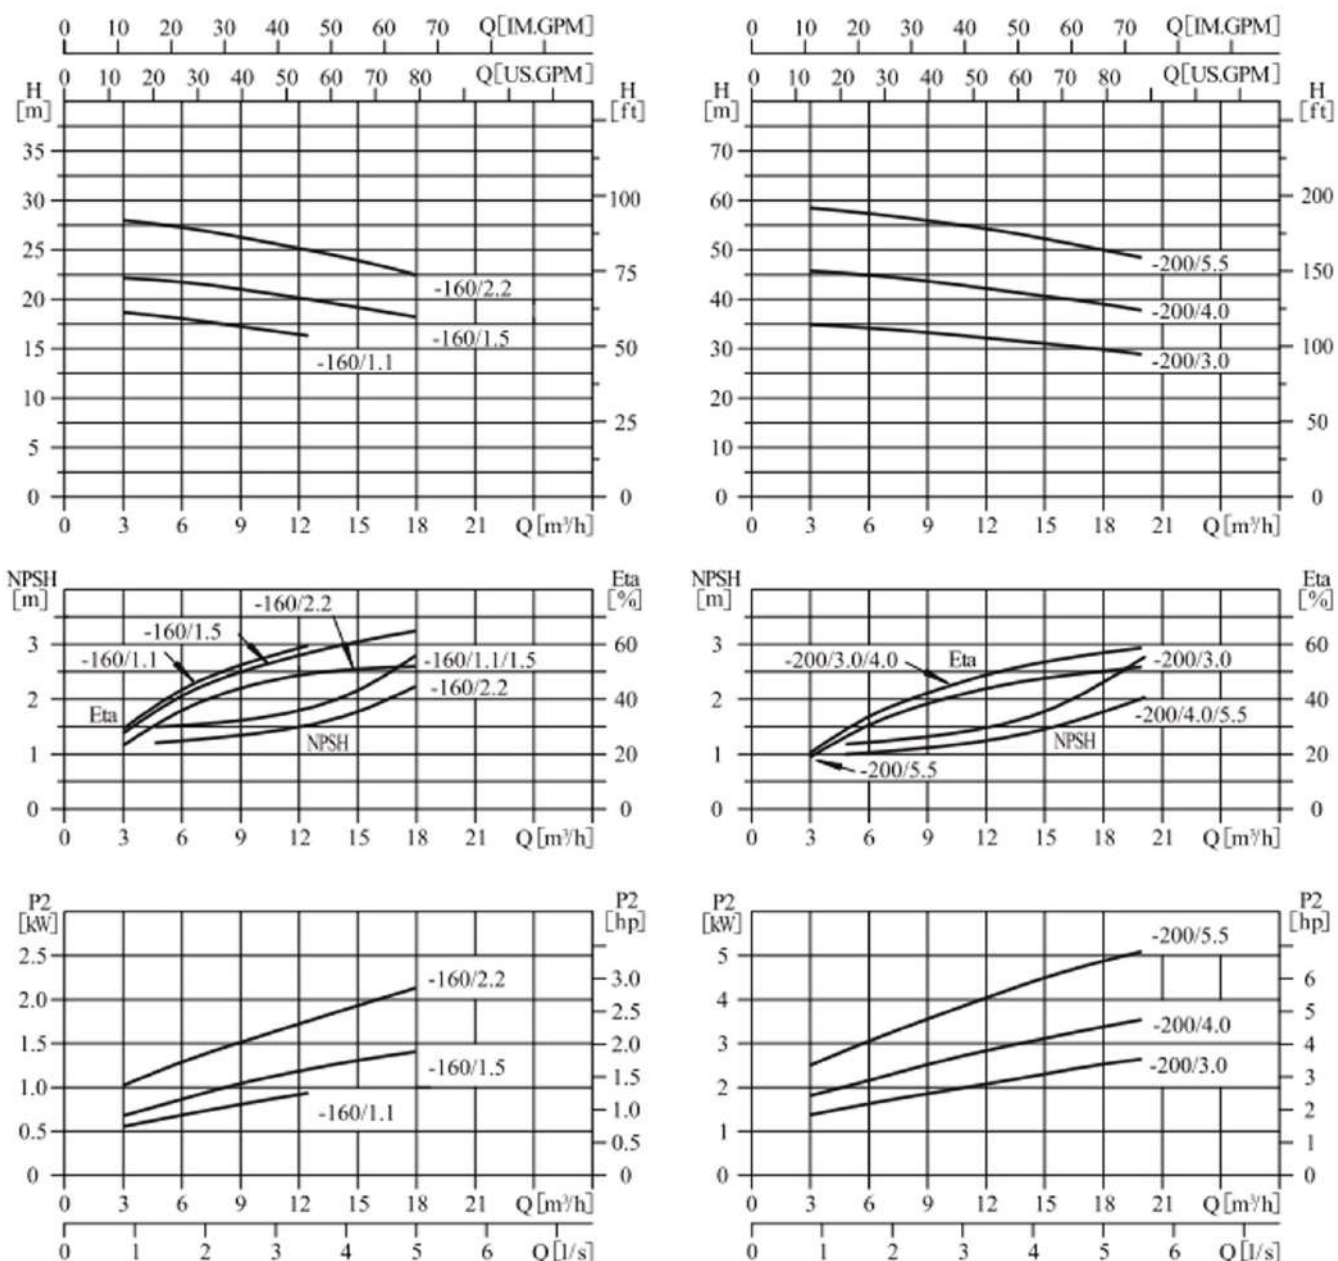 0 10 20 30 40 50 60 70 Q[IM.GPM]
0 10 20 30 40 50 60 70 80 Q[US.GPM]
H
[m]
H
[ft]
35
30
25
20
15
10
5
0
100
75
50
25
0
-160/2.2
-160/1.5
-160/1.1
0 3 6 9 12 15 18 21 Q[m³/h]
0 10 20 30 40 50 60 70 Q[IM.GPM]
0 10 20 30 40 50 60 70 80 Q[US.GPM]
H
[m]
H
[ft]
70
60
50
40
30
20
10
0
200
150
100
50
0
-200/5.5
-200/4.0
-200/3.0
0 3 6 9 12 15 18 21 Q[m³/h]
NPSH
[m]
Eta
[%]
3
2
1
0
60
40
20
0
-160/2.2
-160/1.5
-160/1.1
-160/1.1/1.5
-160/2.2
Eta
NPSH
0 3 6 9 12 15 18 21 Q[m³/h]
NPSH
[m]
Eta
[%]
3
2
1
0
60
40
20
0
-200/3.0/4.0
Eta
-200/3.0
-200/4.0/5.5
NPSH
-200/5.5
0 3 6 9 12 15 18 21 Q[m³/h]
P2
[kW]
P2
[hp]
2.5
2.0
1.5
1.0
0.5
0
3.0
2.5
2.0
1.5
1.0
0.5
0
-160/2.2
-160/1.5
-160/1.1
0 3 6 9 12 15 18 21 Q[m³/h]
0 1 2 3 4 5 6 Q[l/s]
P2
[kW]
P2
[hp]
5
4
3
2
1
0
6
5
4
3
2
1
0
-200/5.5
-200/4.0
-200/3.0
0 3 6 9 12 15 18 21 Q[m³/h]
0 1 2 3 4 5 6 Q[l/s]